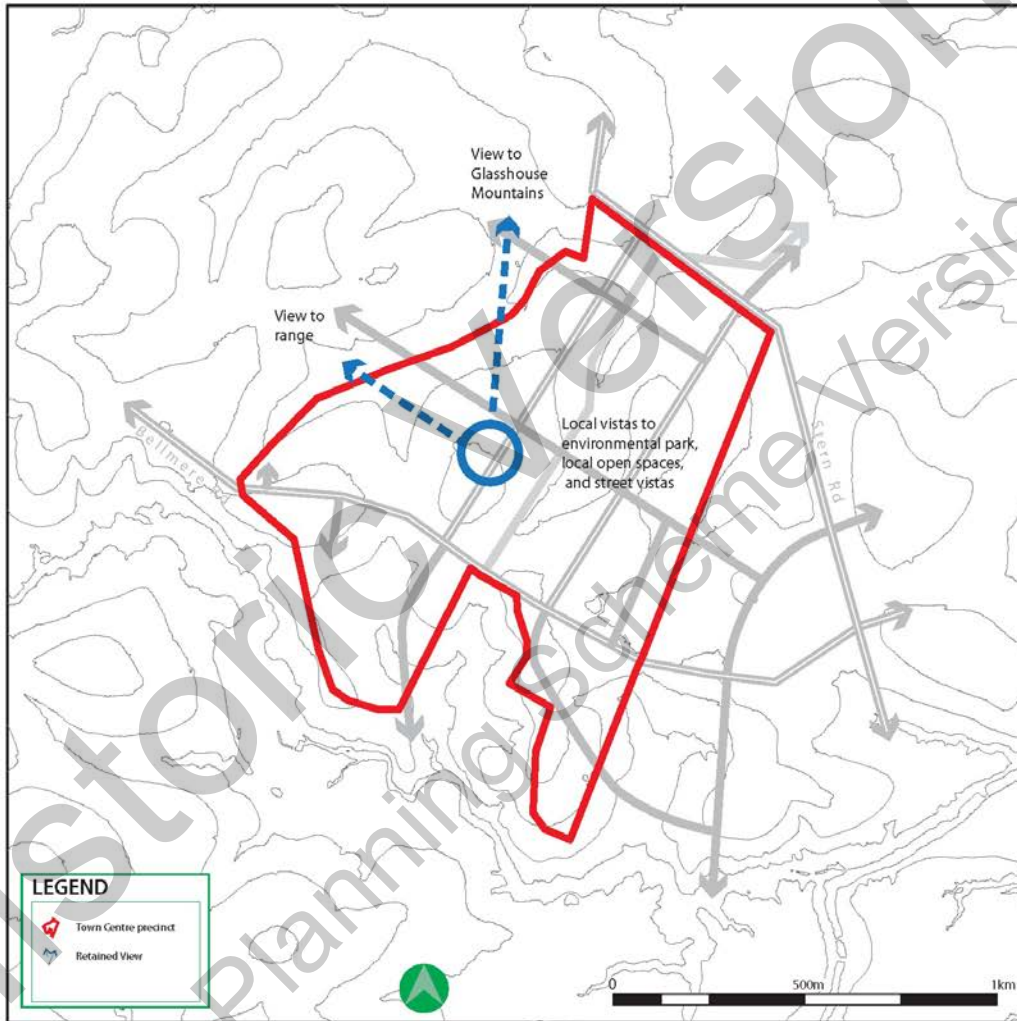 View to
Glasshouse
Mountains
View to
range
Bellmere
Local vistas to
environmental park,
local open spaces,
and street vistas
Stern Rd
LEGEND
Town Centre precinct
Retained View
0 500m 1km
Historic Version
Planning Scheme Versio